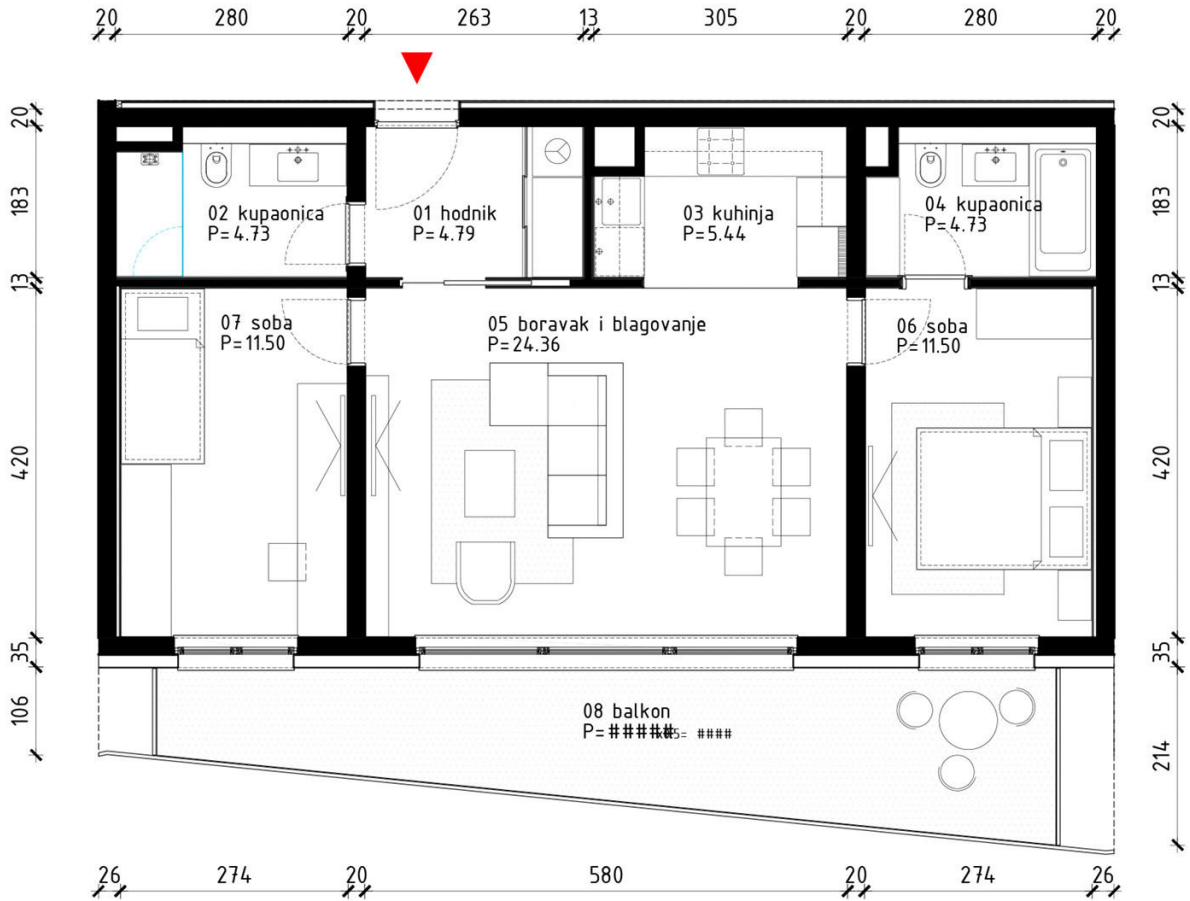 20 280 20 263 13 305 20 280 20
20
183
13
420
35
106
20
183
13
420
35
214
02 kupaonica
P=4.73
01 hodnik
P=4.79
03 kuhinja
P=5.44
04 kupaonica
P=4.73
07 soba
P=11.50
05 boravak i blagovanje
P=24.36
06 soba
P=11.50
08 balkon
P=#####
####
26 274 20 580 20 274 26